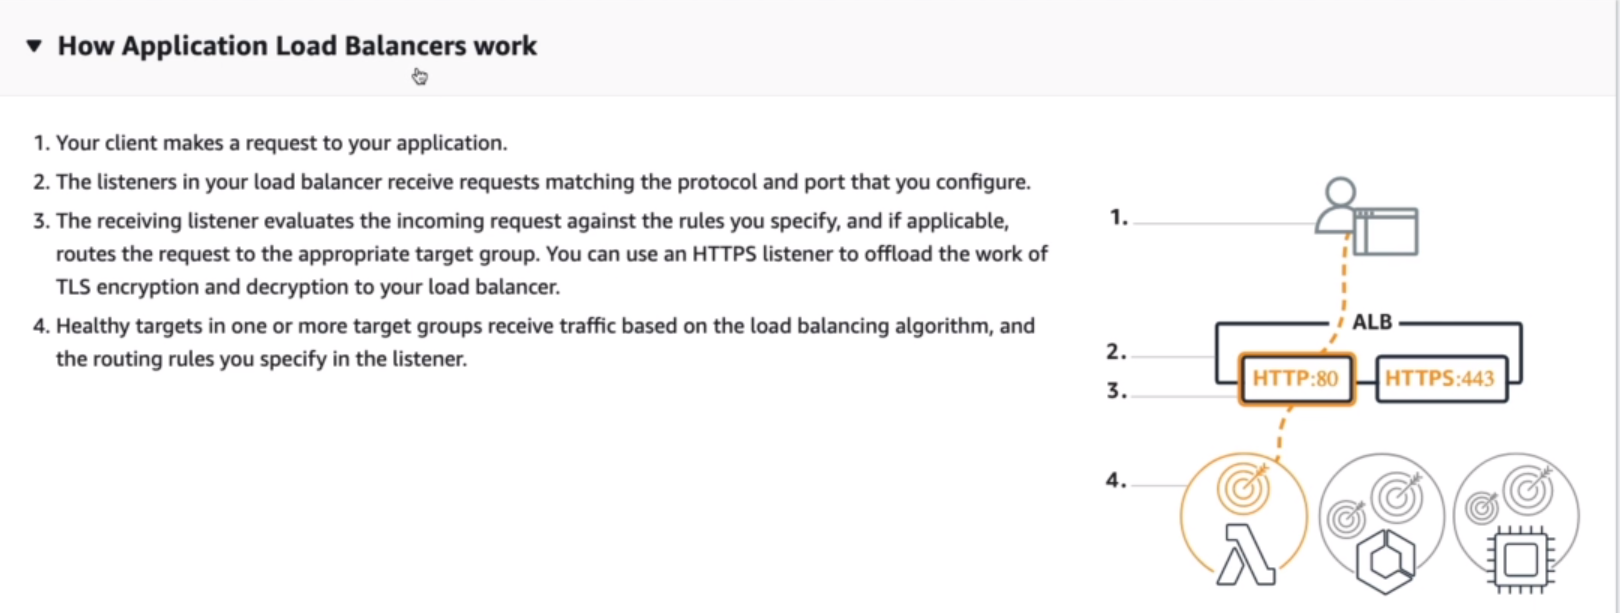 ▼ How Application Load Balancers work
1. Your client makes a request to your application.
2. The listeners in your load balancer receive requests matching the protocol and port that you configure.
3. The receiving listener evaluates the incoming request against the rules you specify, and if applicable,
routes the request to the appropriate target group. You can use an HTTPS listener to offload the work of
TLS encryption and decryption to your load balancer.
4. Healthy targets in one or more target groups receive traffic based on the load balancing algorithm, and
the routing rules you specify in the listener.
1.
ALB
2.
HTTP:80 HTTPS:443
3.
4.